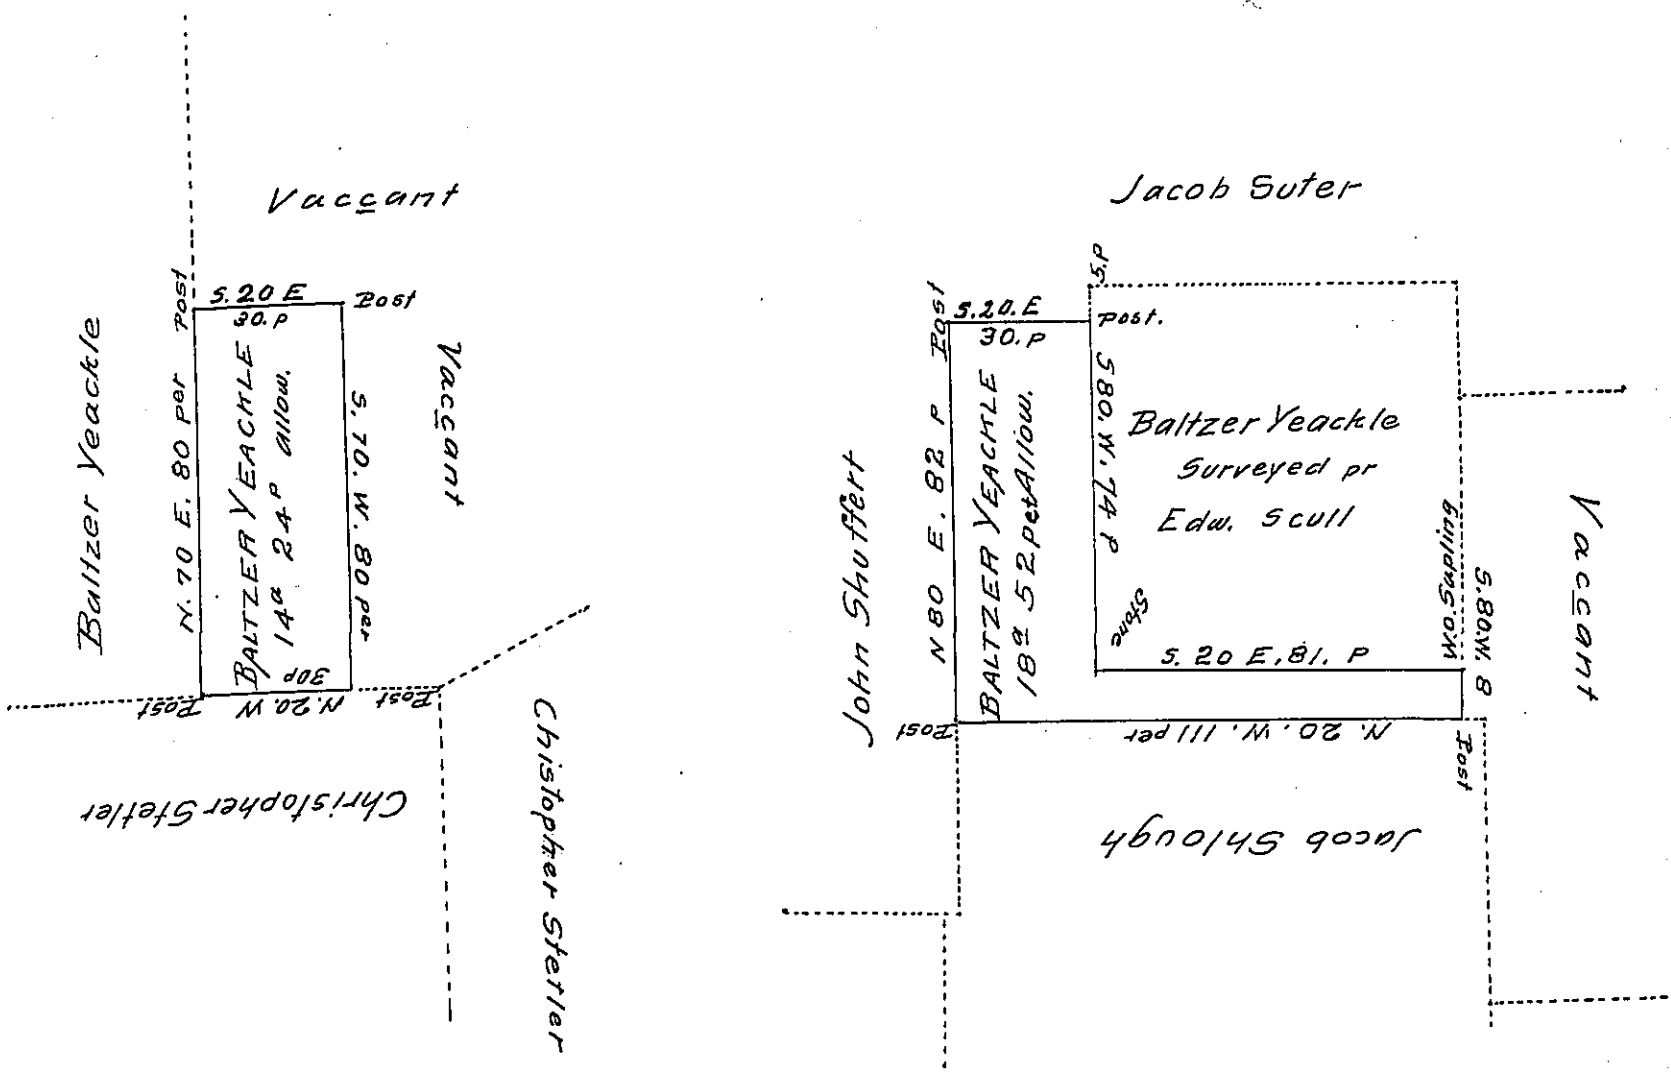 Vaccant
Post
S. 20 E
Post
30. P
Baltzer Yeackle
N. 70 E. 80 per
BALTZER YEACKLE
14a 24 P allow.
S. 70. W. 80 per
Vaccant
30p
Post
N. 20. W
Post
Christopher Stetler
Chistopher Stetler
Jacob Suter
S.P
Post
S. 20. E
Post.
30. P
John Shuffert
N 80 E. 82 P
BALTZER YEACKLE
18a 52 pet Allow.
S 80. W. 74 P
Baltzer Yeackle
Surveyed pr
Edw. Scull
Stone
W.O. Sapling
S. 20 E, 81. P
S. 80. W. 8
Vaccant
Post
N. 20. W. 111 per
Post
Jacob Shlough